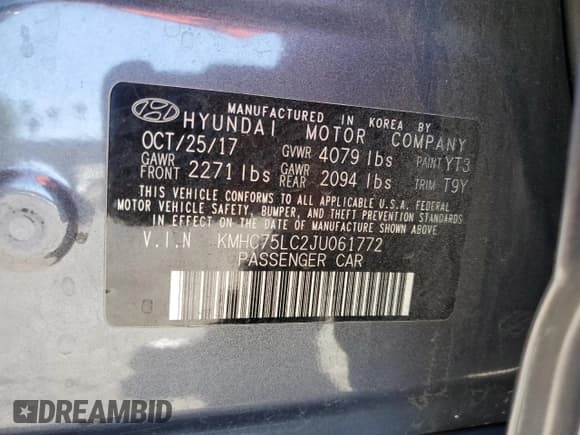 MANUFACTURED IN KOREA BY
HYUNDAI MOTOR COMPANY
OCT/25/17 GVWR 4079 lbs PAINT YT3
GAWR FRONT 2271 lbs GAWR REAR 2094 lbs TRIM T9Y
THIS VEHICLE CONFORMS TO ALL APPLICABLE U.S.A. FEDERAL
MOTOR VEHICLE SAFETY, BUMPER, AND THEFT PREVENTION STANDARDS
IN EFFECT ON THE DATE OF MANUFACTURE SHOWN ABOVE.
V.I.N KMHC75LC2JU061772
PASSENGER CAR
DREAMBID